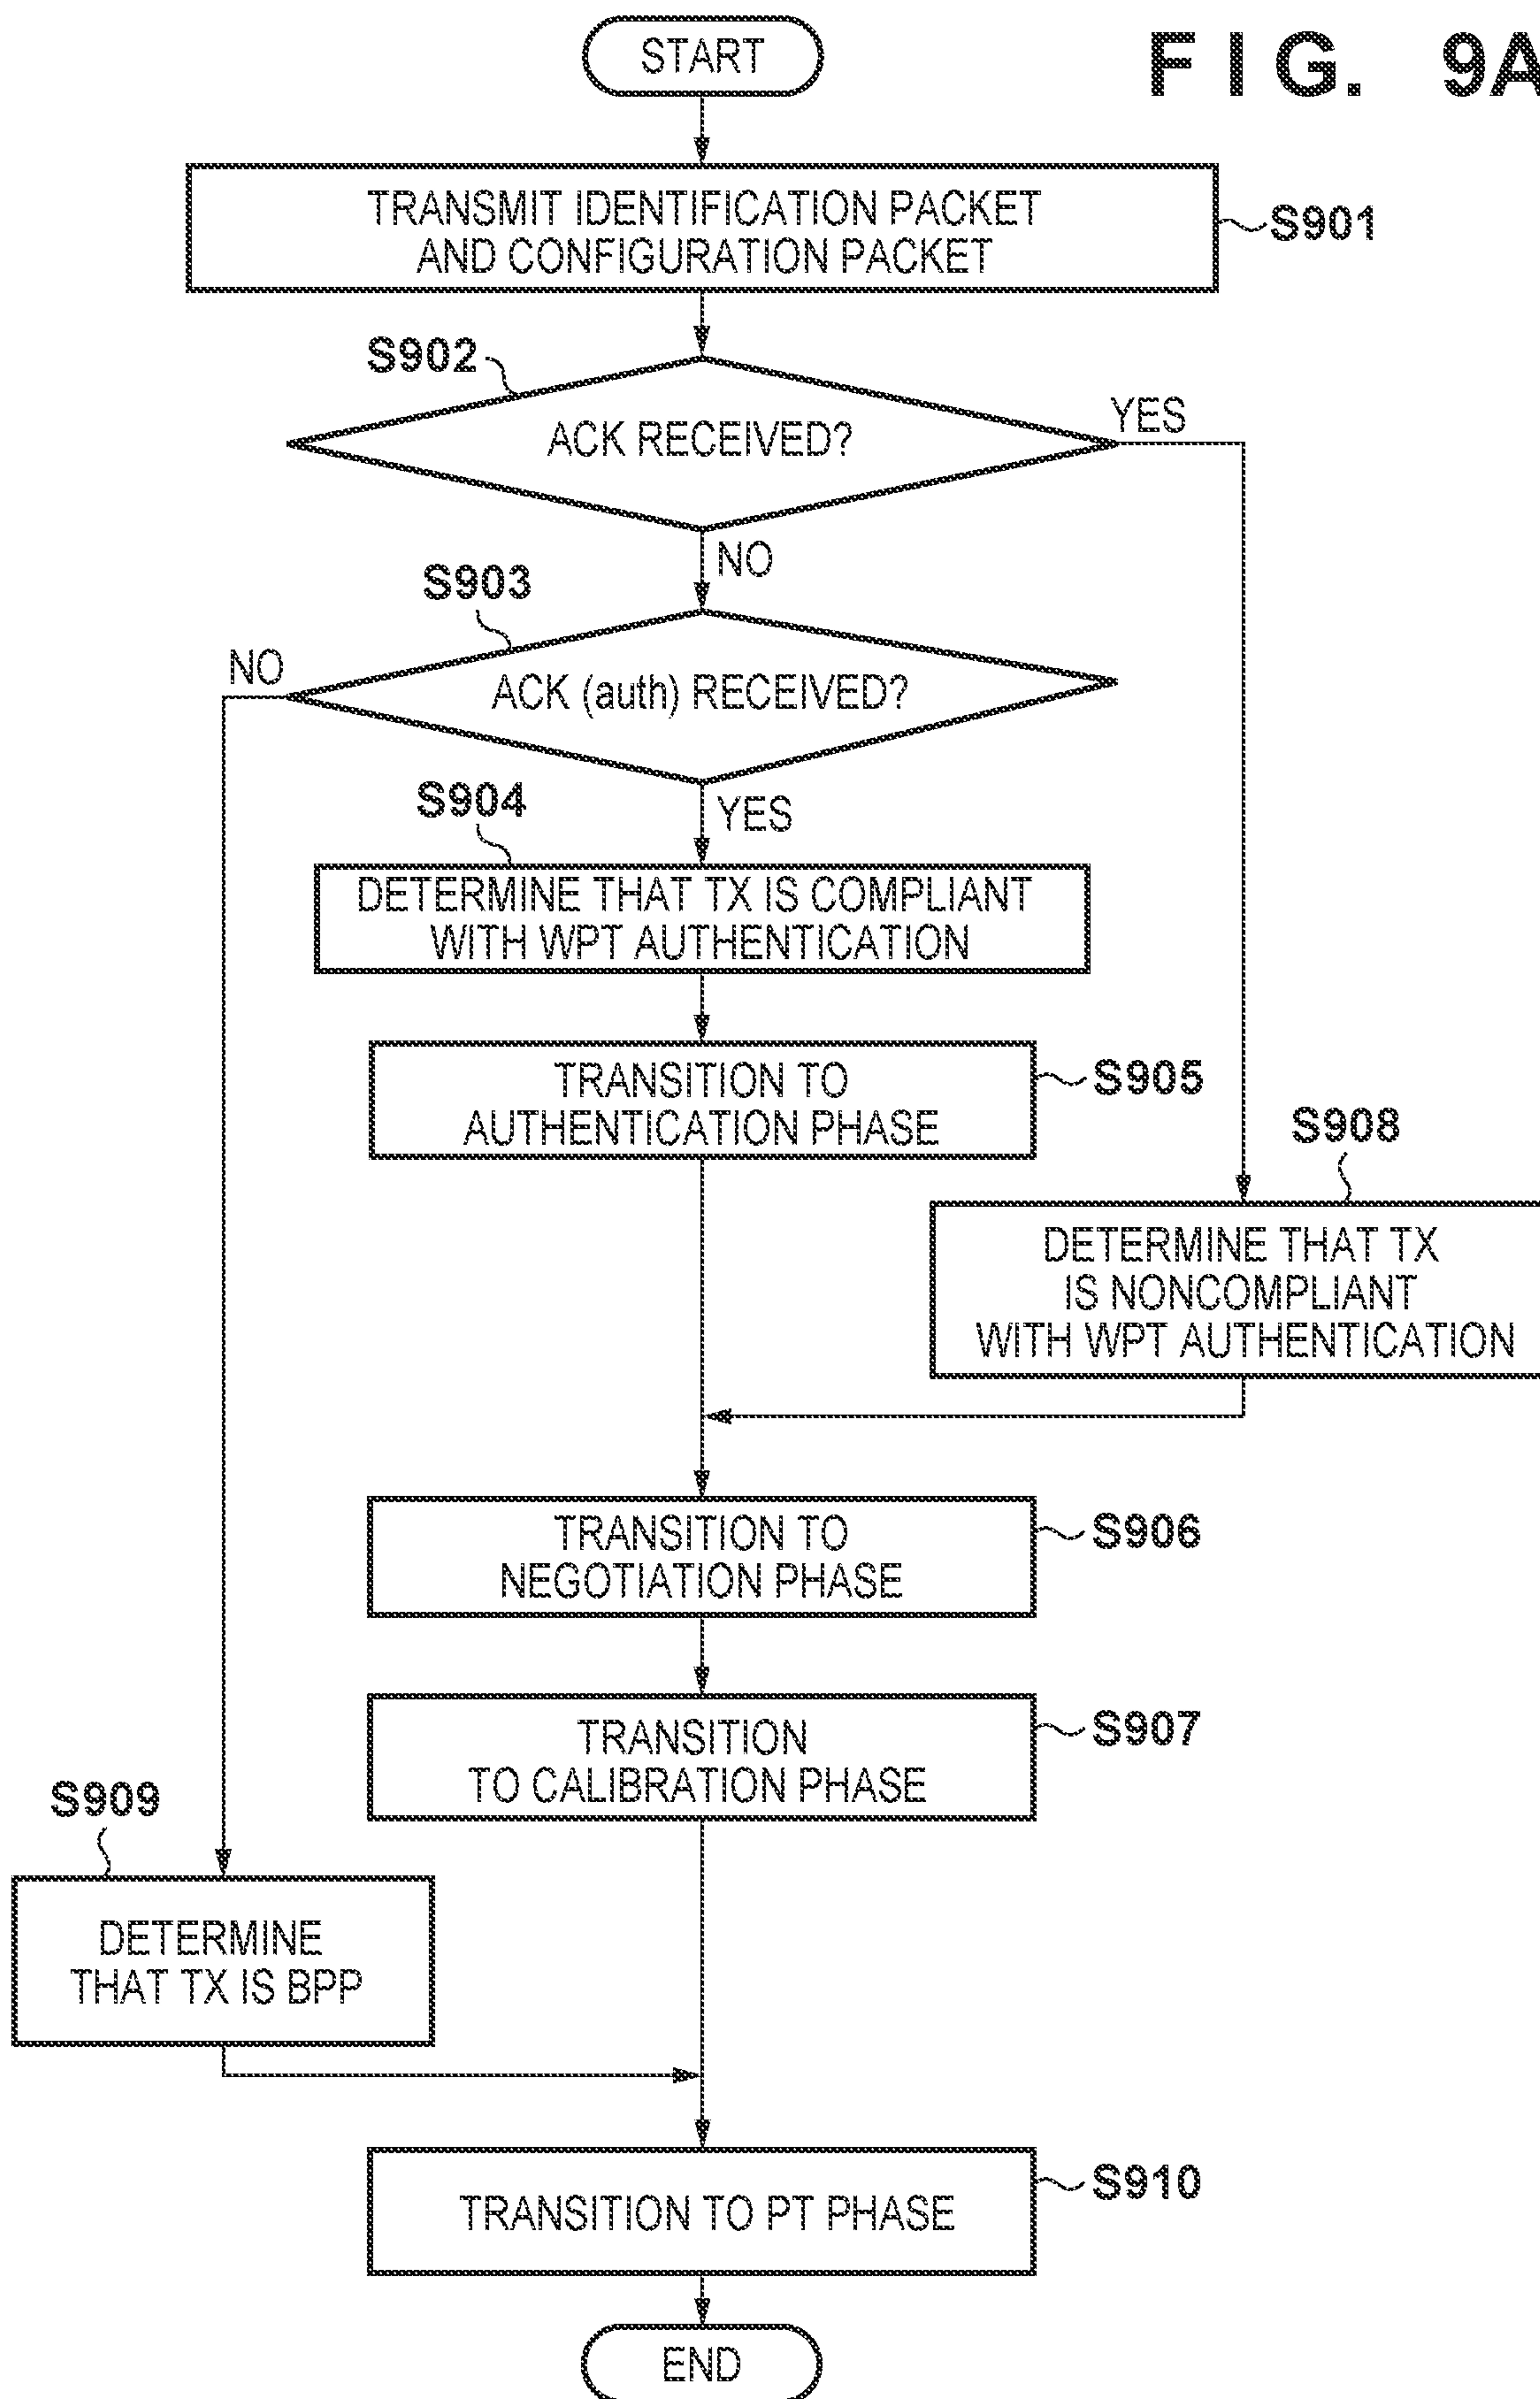 START
FIG. 9A
TRANSMIT IDENTIFICATION PACKET
AND CONFIGURATION PACKET
S901
S902
ACK RECEIVED?
YES
NO
S903
NO
ACK (auth) RECEIVED?
S904
YES
DETERMINE THAT TX IS COMPLIANT
WITH WPT AUTHENTICATION
TRANSITION TO
AUTHENTICATION PHASE
S905
S908
DETERMINE THAT TX
IS NONCOMPLIANT
WITH WPT AUTHENTICATION
TRANSITION TO
NEGOTIATION PHASE
S906
TRANSITION
TO CALIBRATION PHASE
S907
S909
DETERMINE
THAT TX IS BPP
TRANSITION TO PT PHASE
S910
END